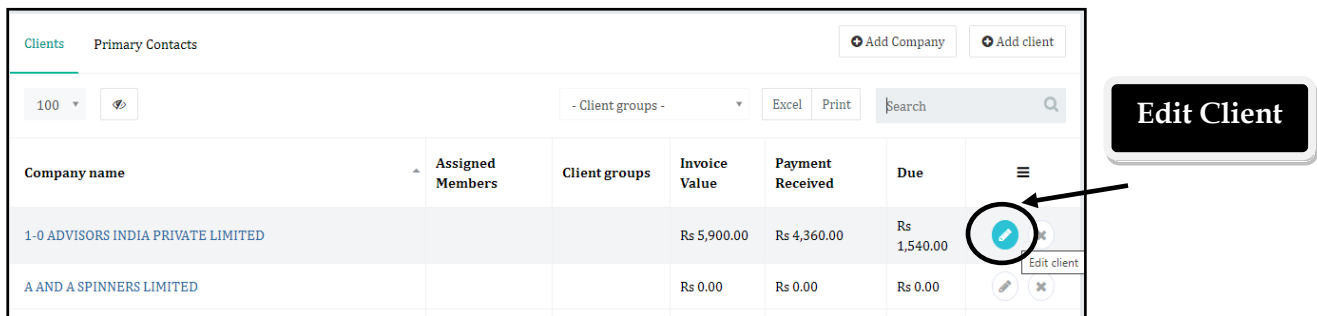 Clients Primary Contacts Add Company Add client
100 - Client groups - Excel Print Search
Edit Client
Company name Assigned Members Client groups Invoice Value Payment Received Due
1-0 ADVISORS INDIA PRIVATE LIMITED Rs 5,900.00 Rs 4,360.00 Rs 1,540.00
Edit client
A AND A SPINNERS LIMITED Rs 0.00 Rs 0.00 Rs 0.00